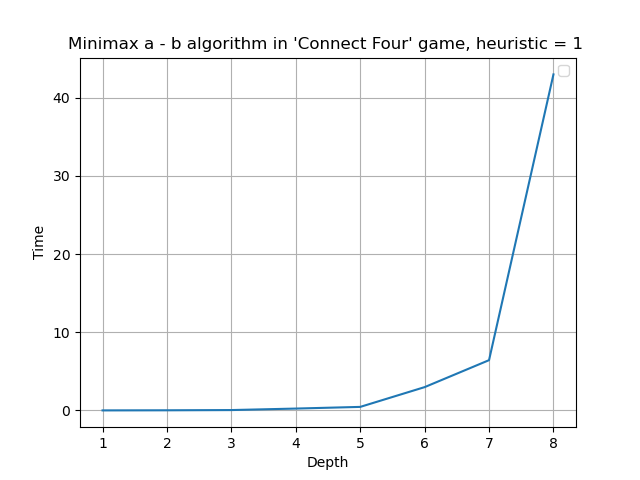 Minimax a - b algorithm in 'Connect Four' game, heuristic = 1
40
30
20
10
0
Time
1 2 3 4 5 6 7 8
Depth